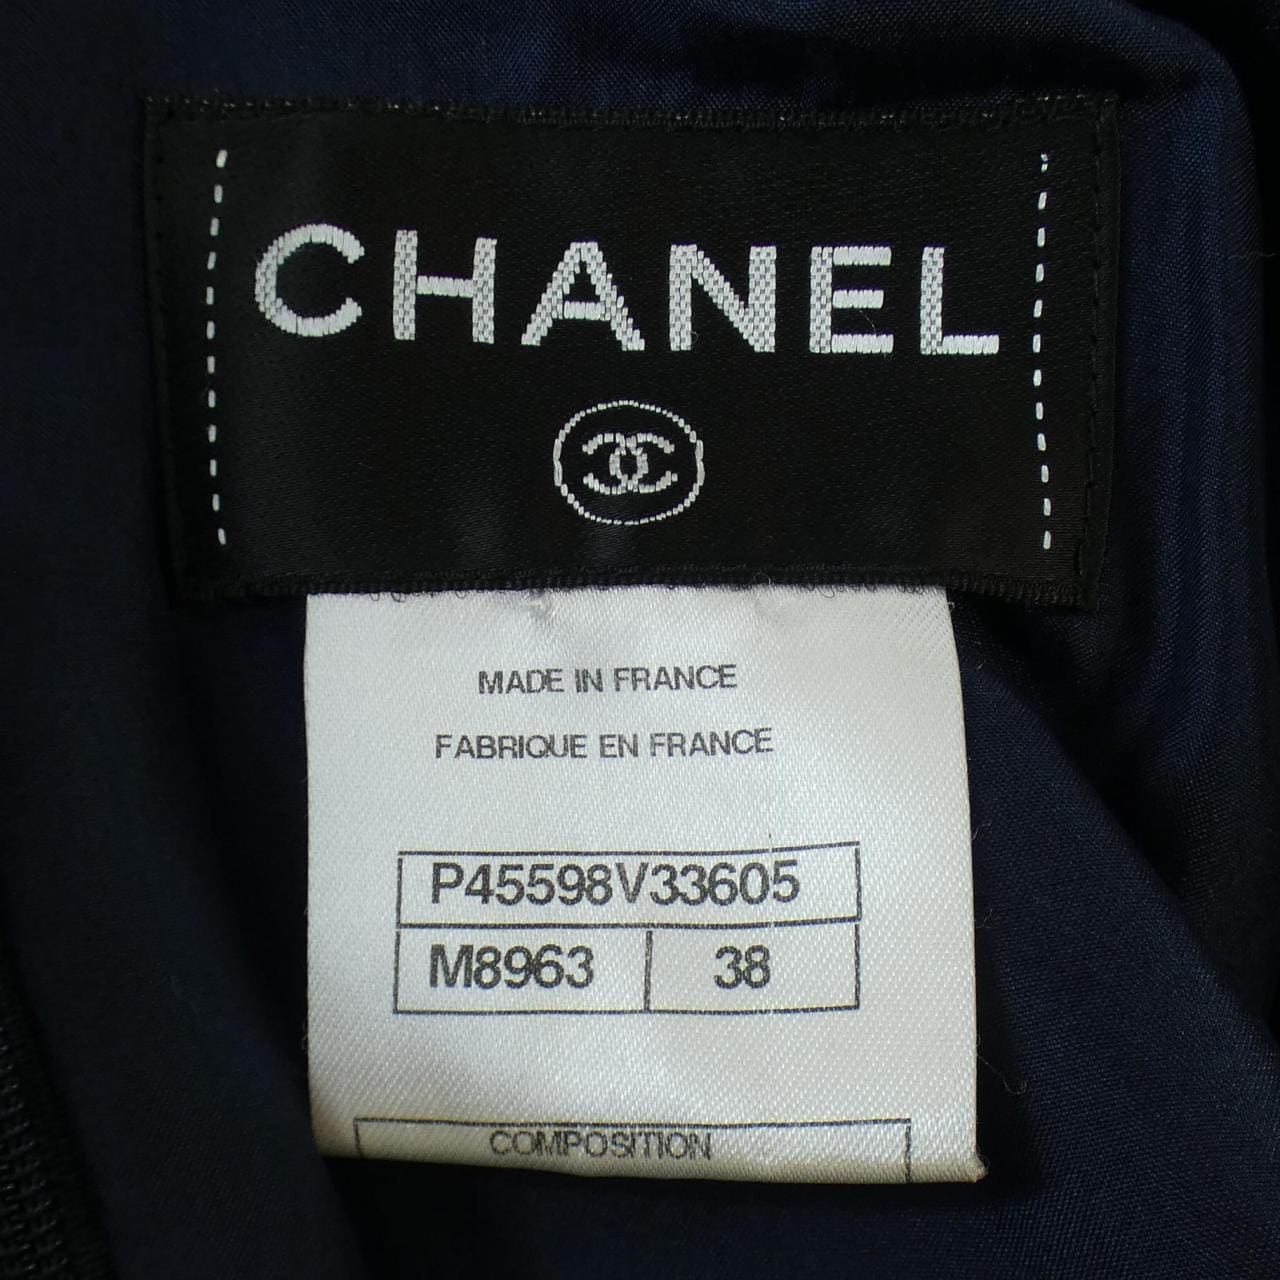 CHANEL
MADE IN FRANCE
FABRIQUE EN FRANCE
P45598V33605
M8963 38
COMPOSITION